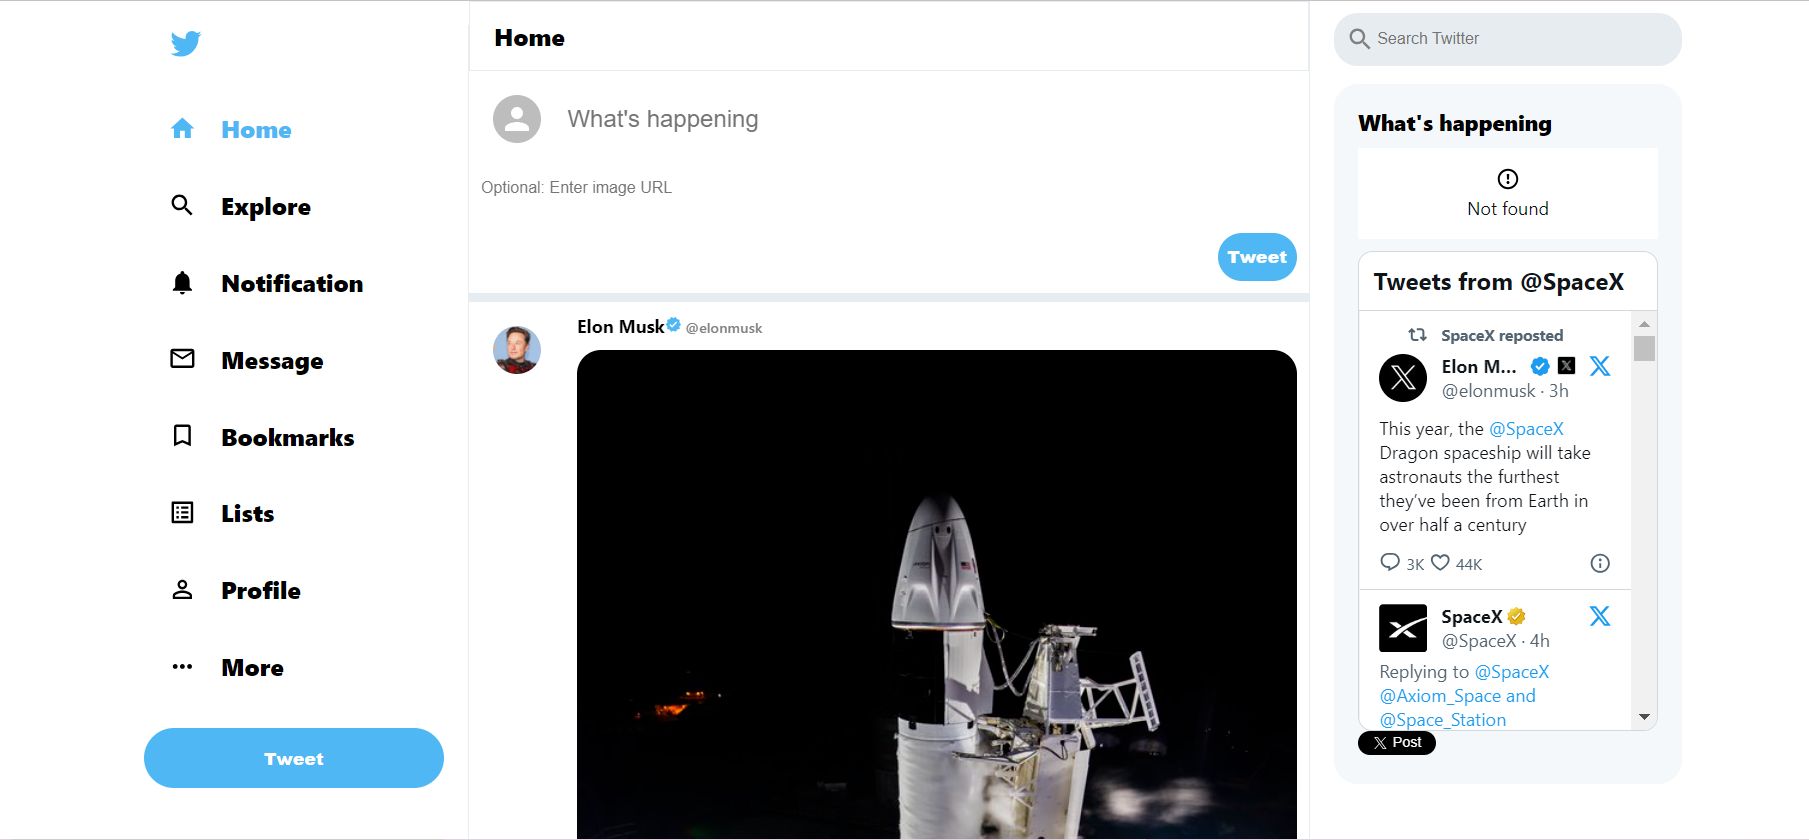 Home
Explore
Notification
Message
Bookmarks
Lists
Profile
More
Tweet
Home
What's happening
Optional: Enter image URL
Tweet
Elon Musk @elonmusk
Search Twitter
What's happening
Not found
Tweets from @SpaceX
SpaceX reposted
Elon M...
@elonmusk · 3h
This year, the @SpaceX
Dragon spaceship will take
astronauts the furthest
they’ve been from Earth in
over half a century
3K 44K
SpaceX
@SpaceX · 4h
Replying to @SpaceX
@Axiom_Space and
@Space_Station
Post